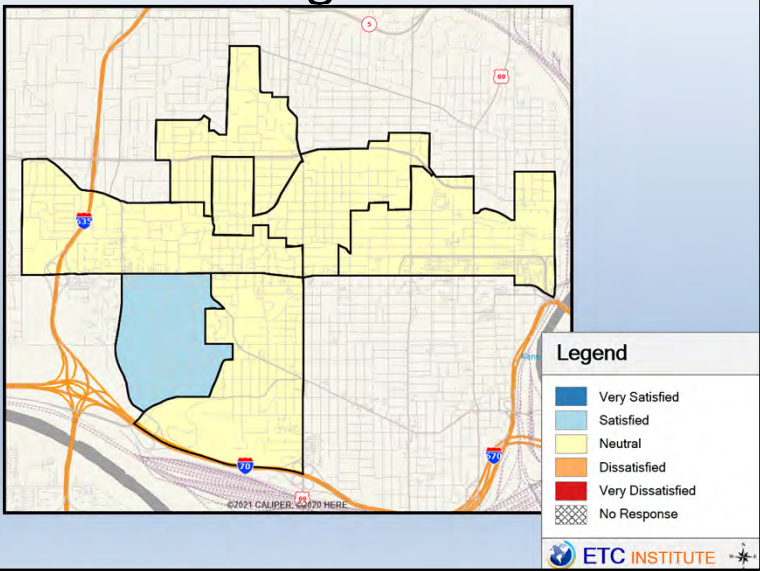 5
69
635
Legend
Very Satisfied
Satisfied
Neutral
Dissatisfied
Very Dissatisfied
No Response
670
70
69
©2021 CALIPER; ©2020 HERE
ETC INSTITUTE